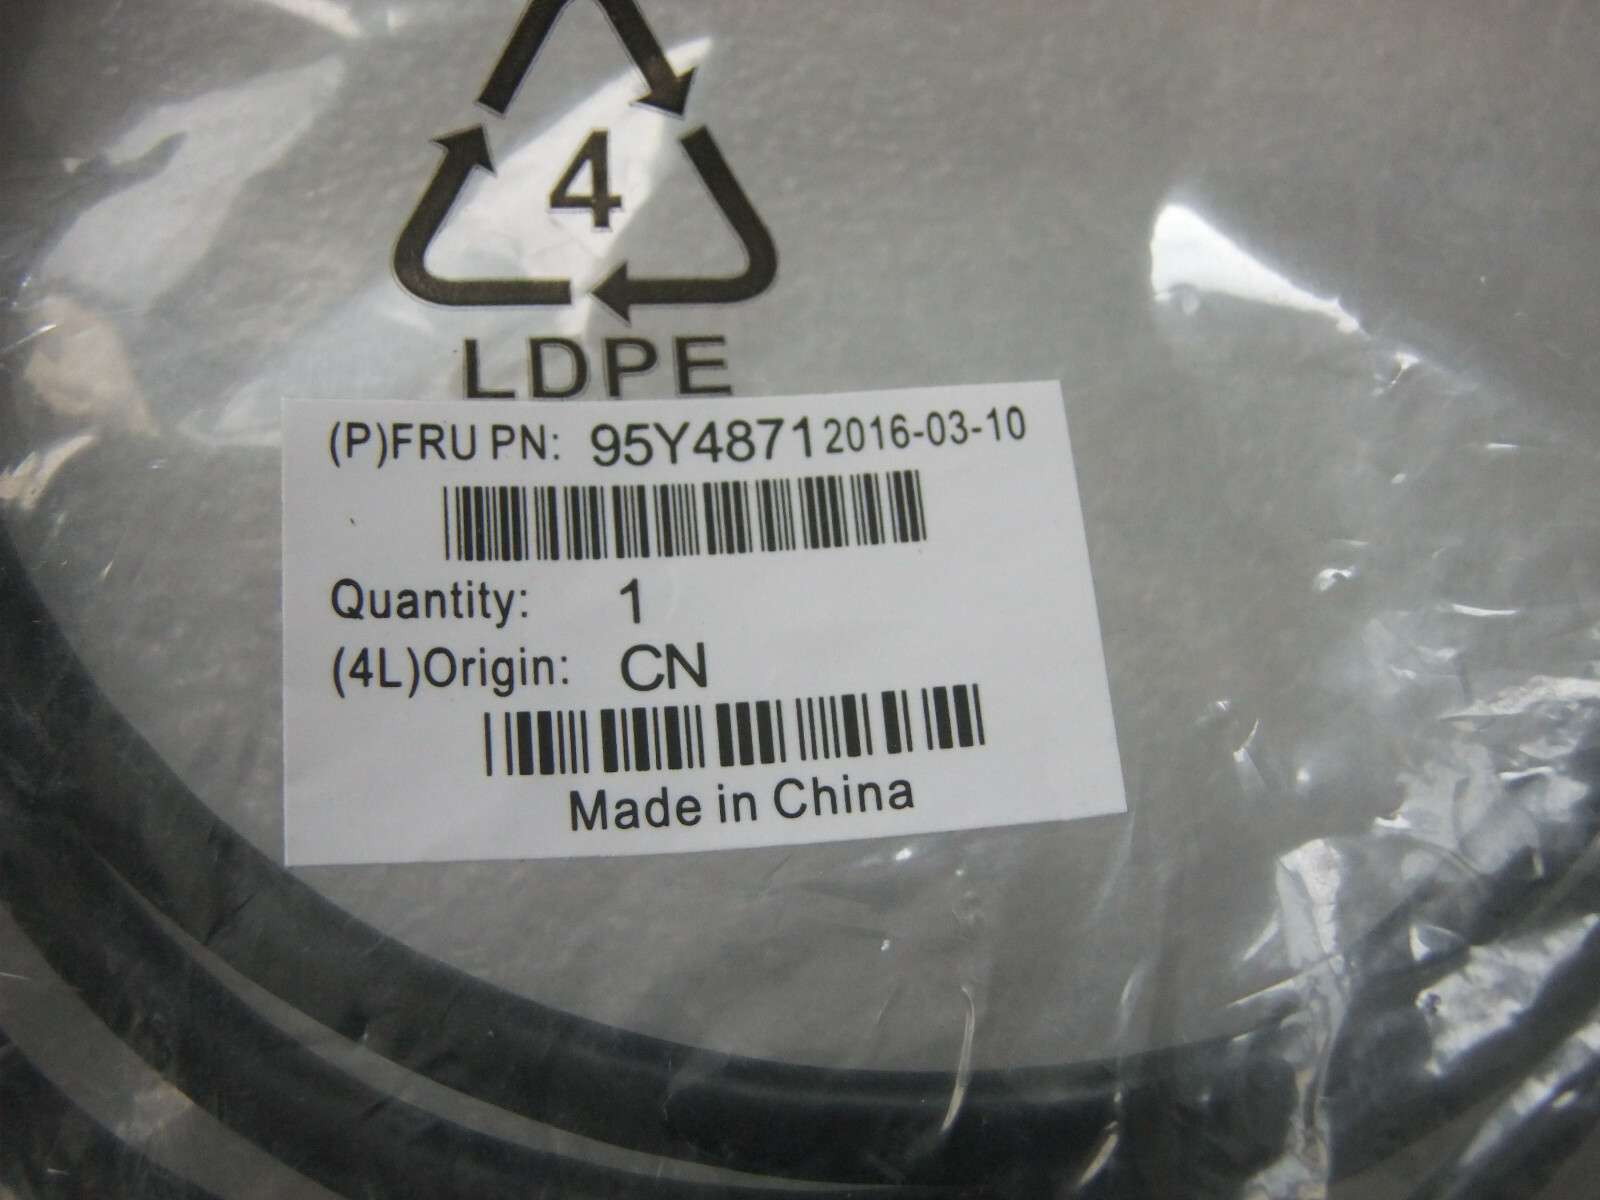 4
LDPE
(P)FRU PN: 95Y4871 2016-03-10
Quantity: 1
(4L)Origin: CN
Made in China